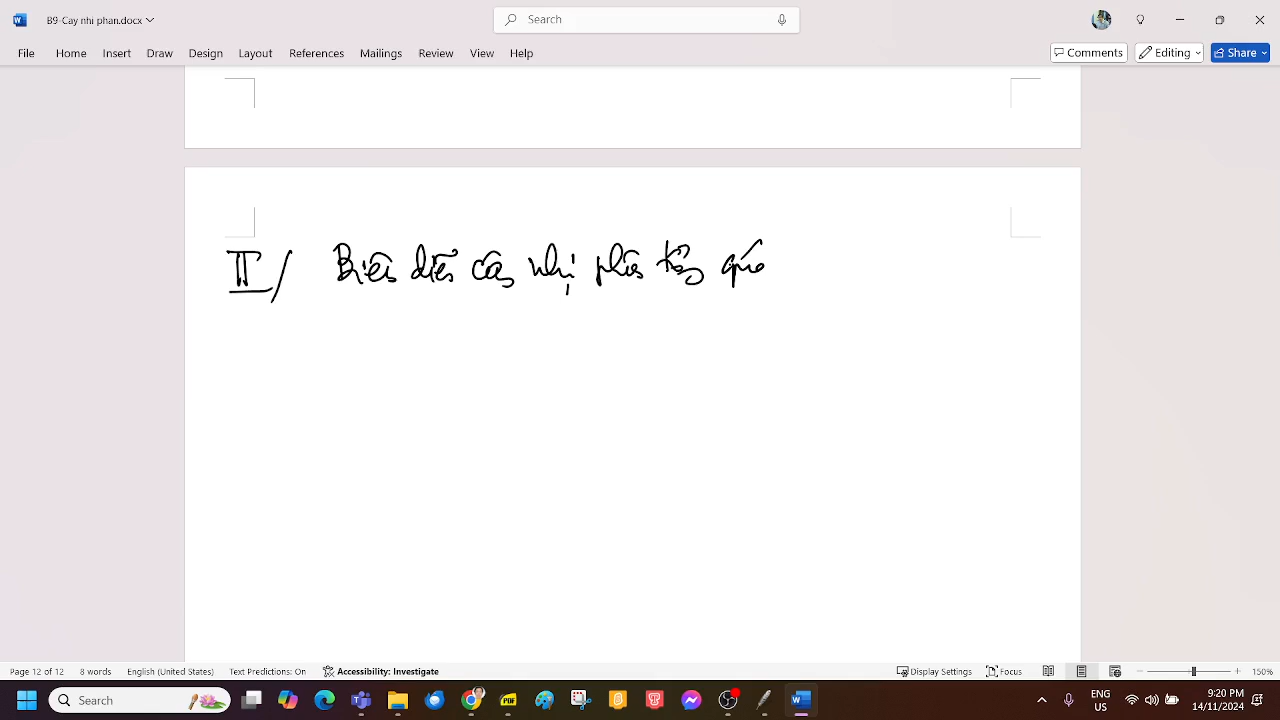 B9-Cay nhi phan.docx
Search
File Home Insert Draw Design Layout References Mailings Review View Help
Comments Editing Share
II/ Biểu diễn cây nhị phân tổng quá
Page 12 of 12 8 words English (United States) Text Predictions: On Accessibility: Investigate
Display Settings Focus 150%
Search
PDF
ENG
US
9:20 PM
14/11/2024